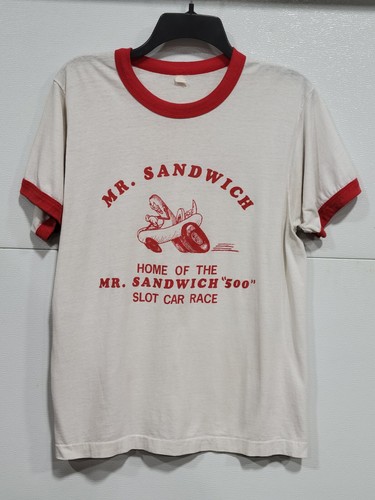 MR. SANDWICH
HOME OF THE
MR. SANDWICH "500"
SLOT CAR RACE